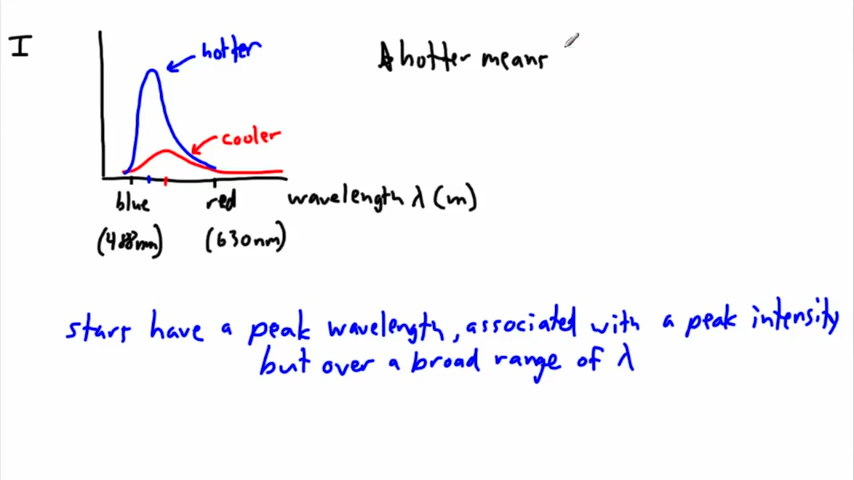 I
hotter
hotter means
cooler
blue
red
wavelength λ (m)
(630nm)
stars have a peak wavelength, associated with a peak intensity
but over a broad range of λ